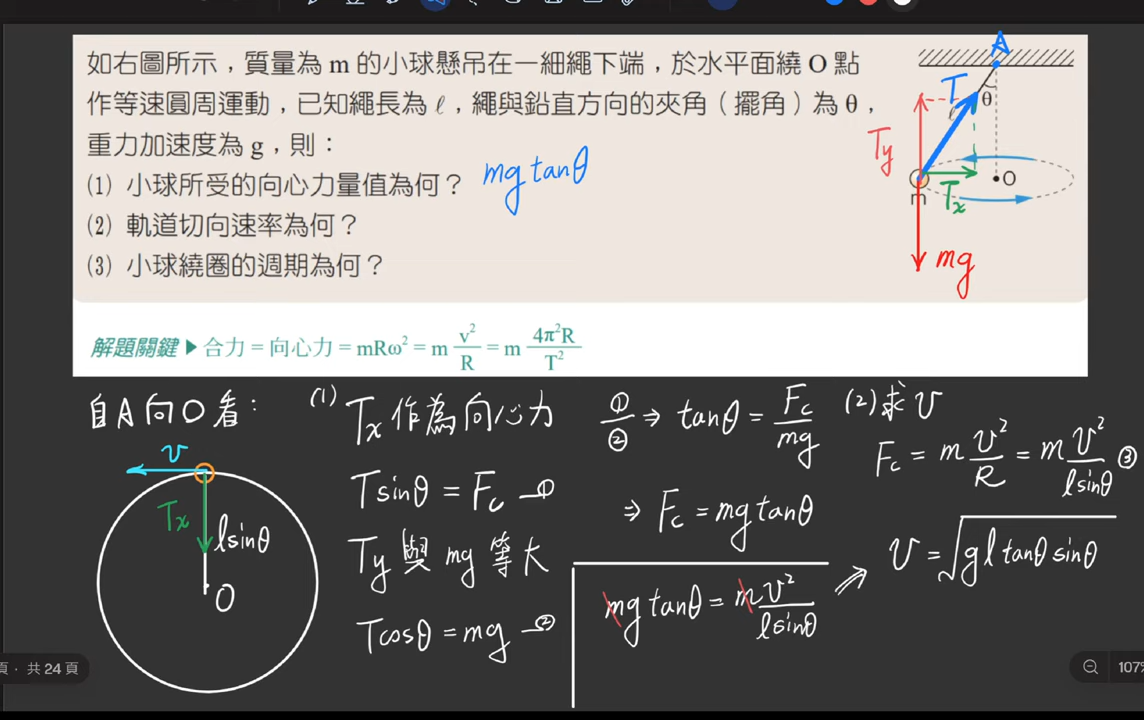 如右圖所示，質量為 m 的小球懸吊在一細繩下端，於水平面繞 O 點
作等速圓周運動，已知繩長為 ℓ，繩與鉛直方向的夾角（擺角）為 θ，
重力加速度為 g，則：
(1) 小球所受的向心力量值為何？ mg tanθ
(2) 軌道切向速率為何？
(3) 小球繞圈的週期為何？
A
T
θ
ℓ
Ty
O
m
Tx
mg
解題關鍵 ▶ 合力 = 向心力 = mRω² = m v²/R = m 4π²R/T²
自A向O看：
v
Tx
lsinθ
O
(1) Tx 作為向心力
Tsinθ = Fc —①
Ty 與 mg 等大
Tcosθ = mg —②
①/② ⇒ tanθ = Fc/mg
⇒ Fc = mg tanθ
mg tanθ = m v²/lsinθ ⇒
(2) 求 v
Fc = m v²/R = m v²/lsinθ ③
v = √gl tanθ sinθ
頁 · 共 24 頁
107%